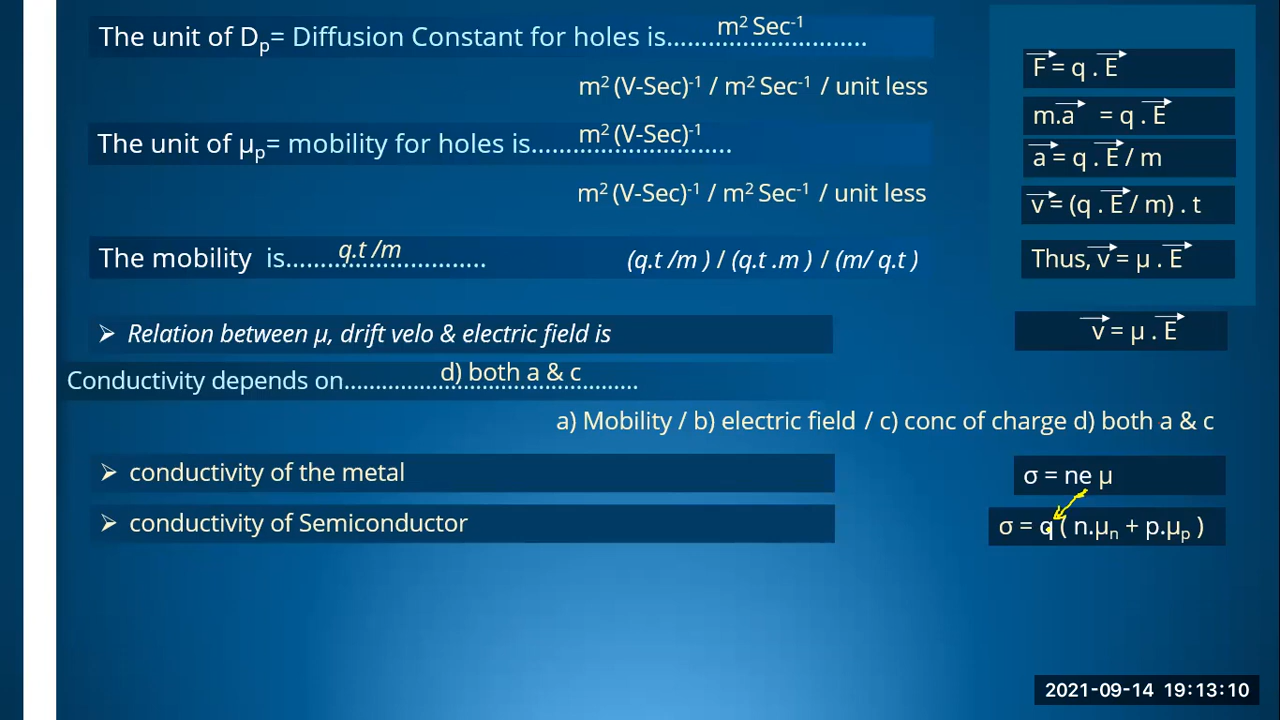 The unit of Dp= Diffusion Constant for holes is............................ m² Sec⁻¹
m² (V-Sec)⁻¹ / m² Sec⁻¹ / unit less
The unit of µp= mobility for holes is............................ m² (V-Sec)⁻¹
m² (V-Sec)⁻¹ / m² Sec⁻¹ / unit less
The mobility is............................ q.t /m
(q.t /m ) / (q.t .m ) / (m/ q.t )
➢ Relation between µ, drift velo & electric field is
Conductivity depends on......................................... d) both a & c
a) Mobility / b) electric field / c) conc of charge d) both a & c
➢ conductivity of the metal
➢ conductivity of Semiconductor
F⃗ = q . E⃗
m.a⃗ = q . E⃗
a⃗ = q . E⃗ / m
v⃗ = (q . E⃗ / m) . t
Thus, v⃗ = µ . E⃗
v⃗ = µ . E⃗
σ = ne µ
σ = q ( n.µn + p.µp )
2021-09-14 19:13:10